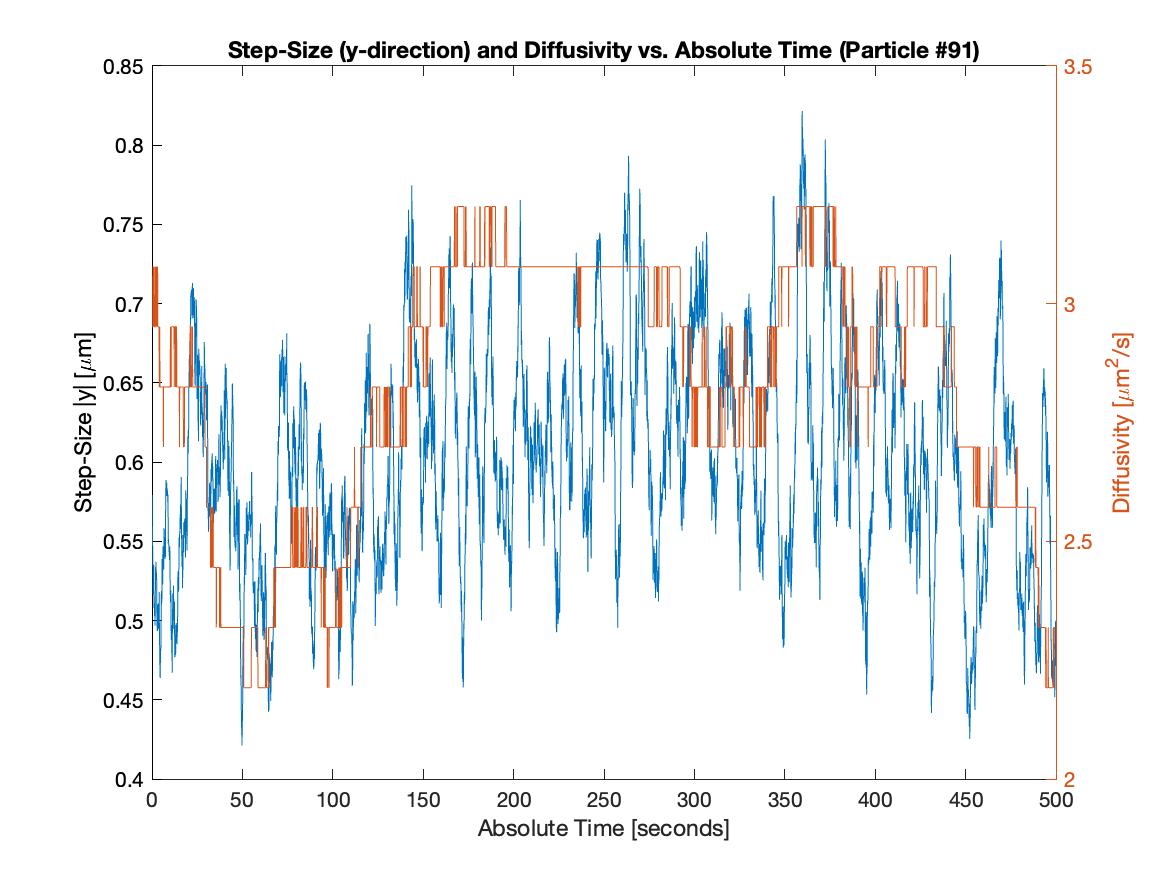 Step-Size (y-direction) and Diffusivity vs. Absolute Time (Particle #91)
0.85
0.8
0.75
0.7
0.65
0.6
0.55
0.5
0.45
0.4
Step-Size |y| [μm]
3.5
3
2.5
2
Diffusivity [μm²/s]
0 50 100 150 200 250 300 350 400 450 500
Absolute Time [seconds]